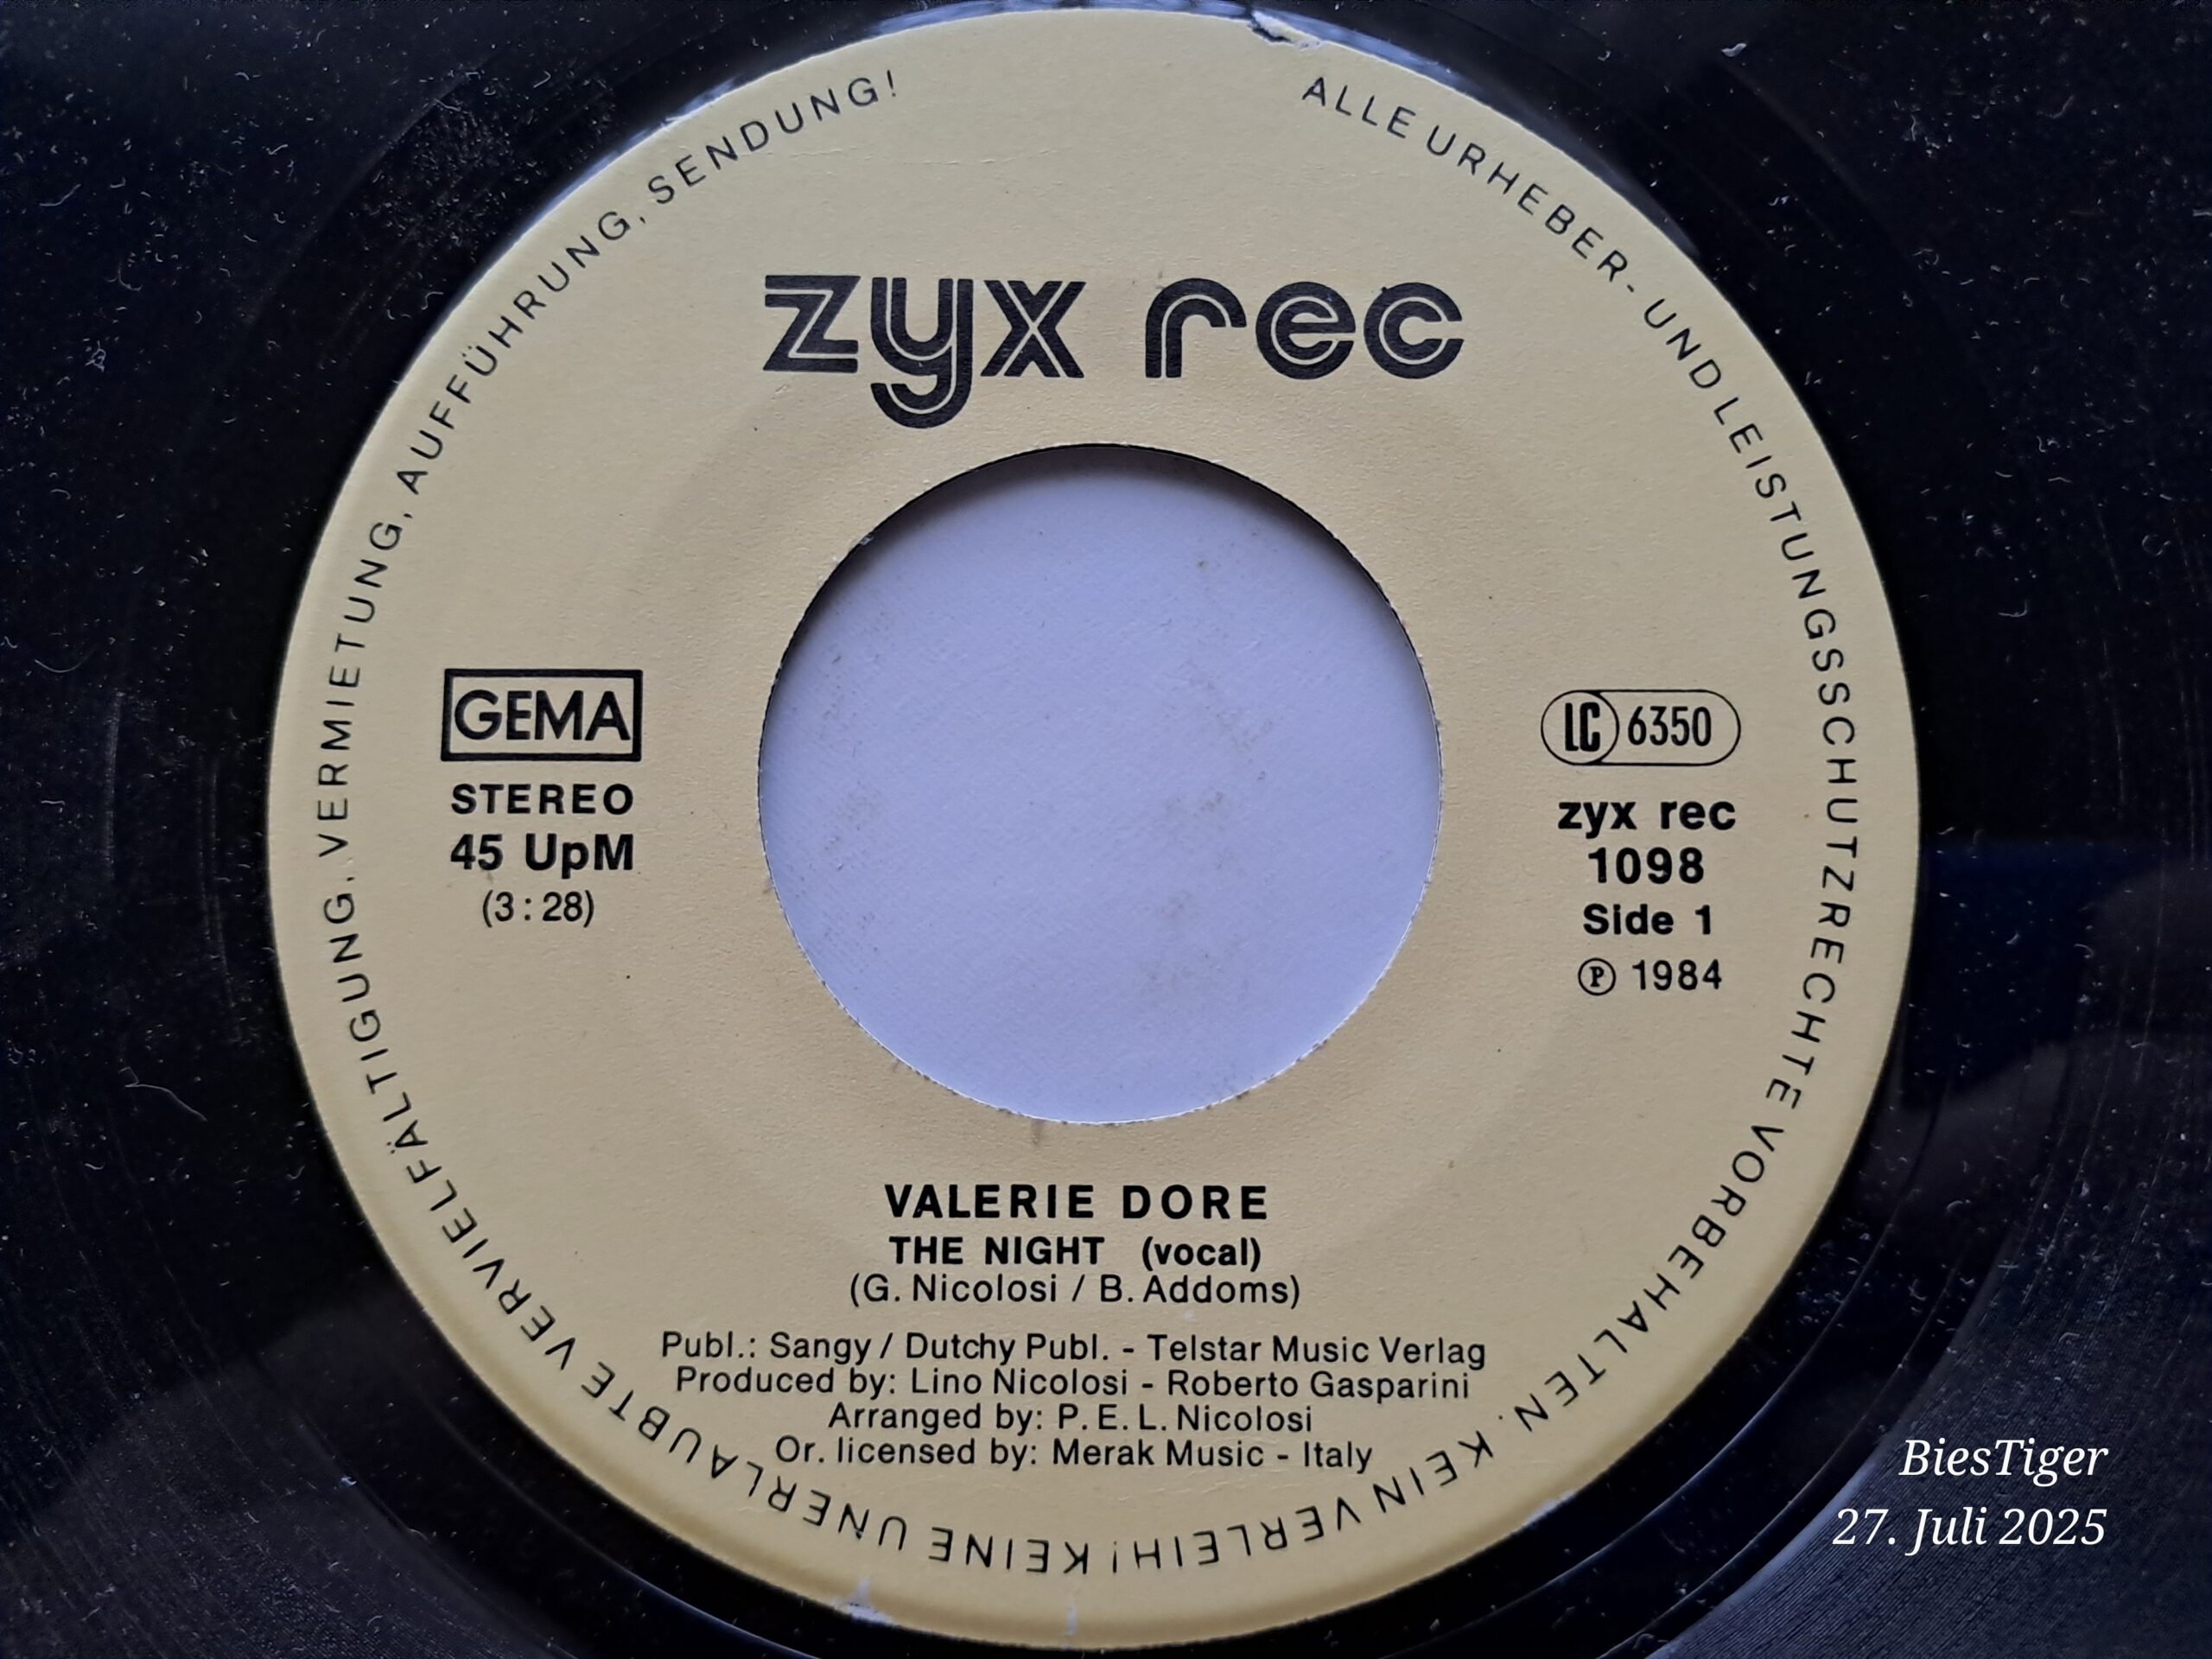 zyx rec
ALLE URHEBER- UND LEISTUNGSSCHUTZRECHTE VORBEHALTEN. KEIN VERLEIH! KEINE UNERLAUBTE VERVIELFÄLTIGUNG, VERMIETUNG, AUFFÜHRUNG, SENDUNG!
GEMA
STEREO
45 UpM
(3:28)
LC 6350
zyx rec
1098
Side 1
Ⓟ 1984
VALERIE DORE
THE NIGHT (vocal)
(G. Nicolosi / B. Addoms)
Publ.: Sangy / Dutchy Publ. - Telstar Music Verlag
Produced by: Lino Nicolosi - Roberto Gasparini
Arranged by: P. E. L. Nicolosi
Or. licensed by: Merak Music - Italy
BiesTiger
27. Juli 2025